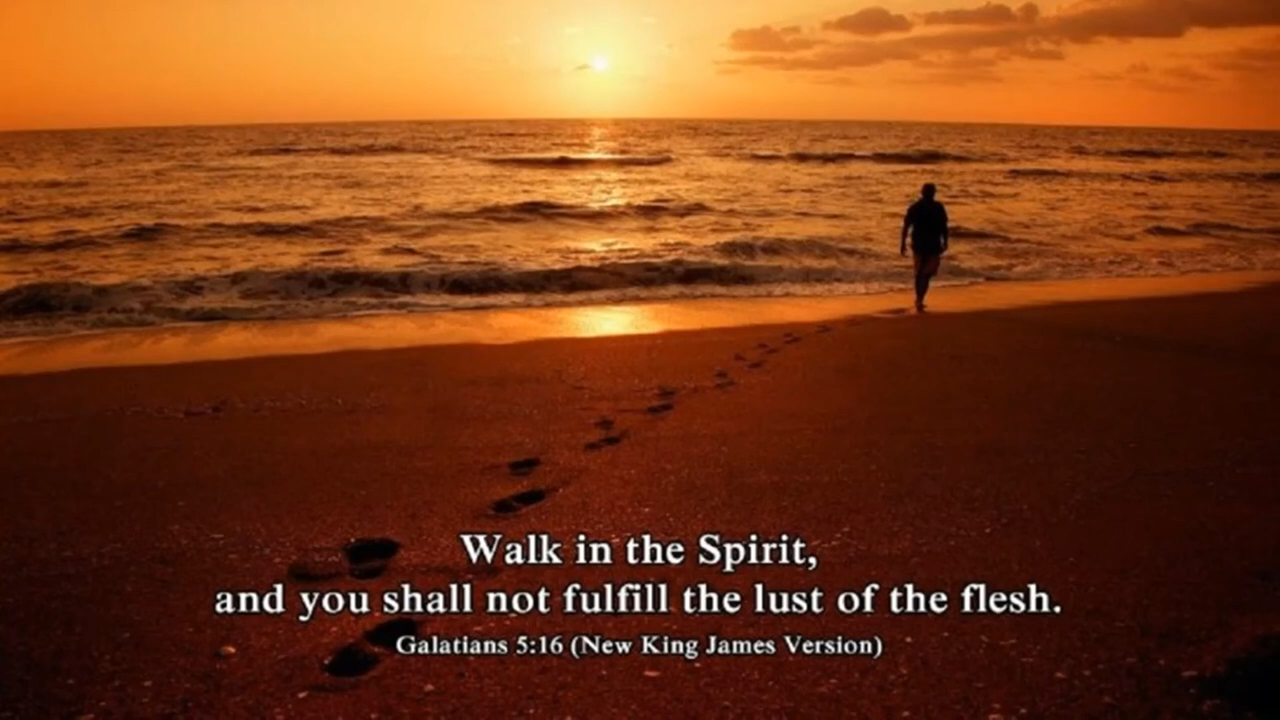 Walk in the Spirit,
and you shall not fulfill the lust of the flesh.
Galatians 5:16 (New King James Version)